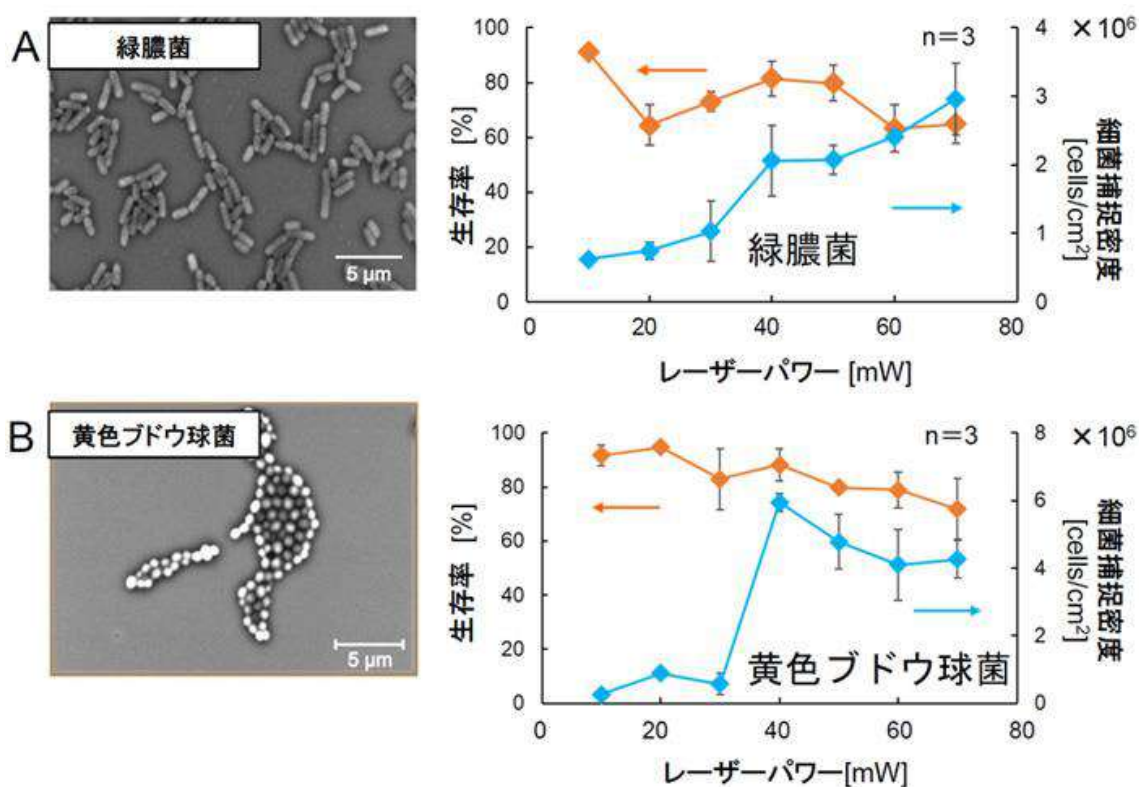 A
緑膿菌
5 µm
100
80
60
40
20
0
生存率 [%]
n=3
4
3
2
1
0
×10⁶
細菌捕捉密度
[cells/cm²]
緑膿菌
0
20
40
60
80
レーザーパワー [mW]
B
黄色ブドウ球菌
5 µm
100
80
60
40
20
0
生存率 [%]
n=3
8
6
4
2
0
×10⁶
細菌捕捉密度
[cells/cm²]
黄色ブドウ球菌
0
20
40
60
80
レーザーパワー[mW]